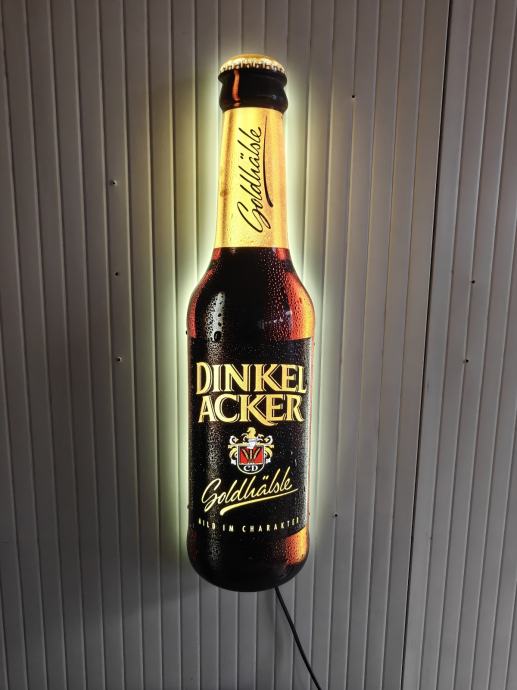 Goldhälsle
DINKEL
ACKER
CD
Goldhälsle
MILD IM CHARAKTER